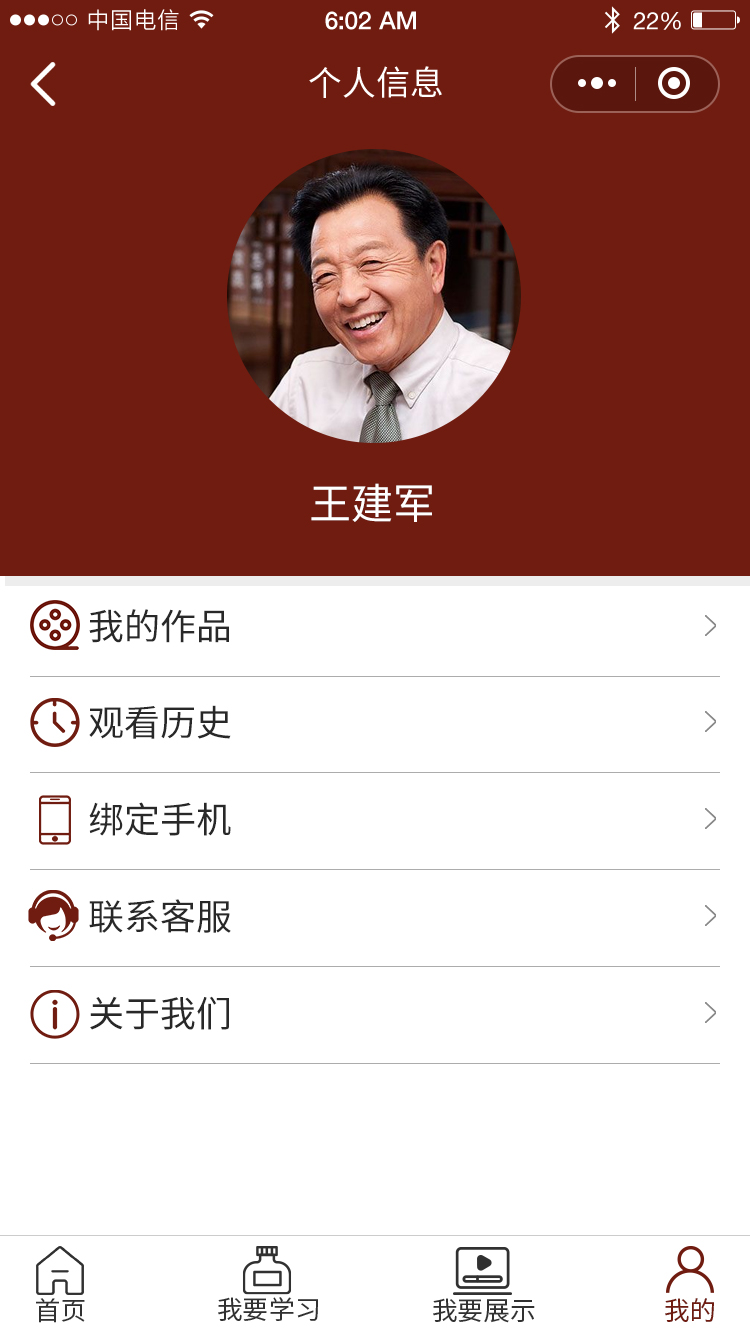 中国电信 6:02 AM 22%
个人信息
王建军
我的作品
观看历史
绑定手机
联系客服
关于我们
首页 我要学习 我要展示 我的